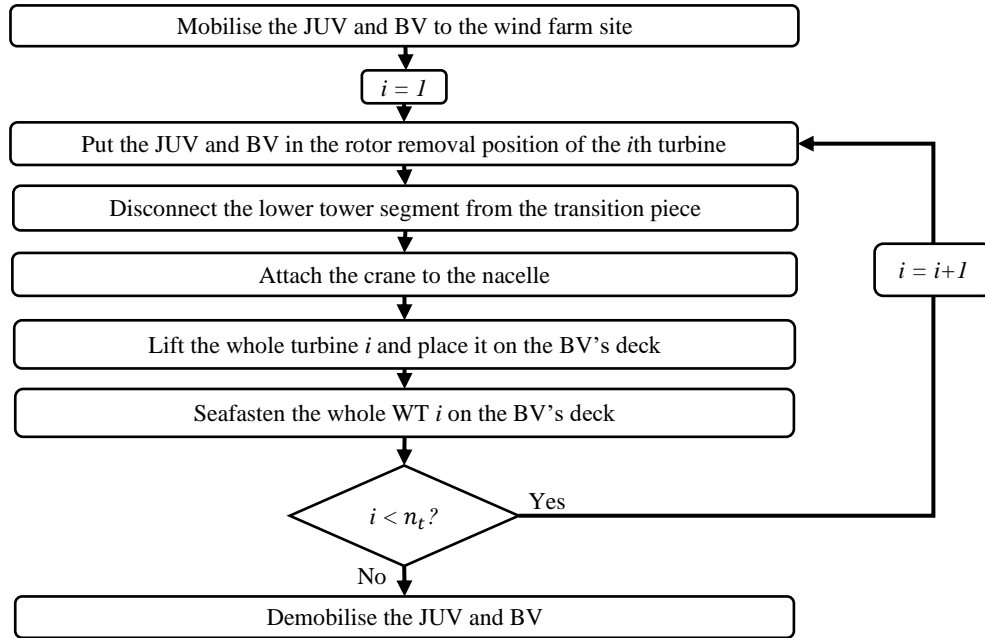 Mobilise the JUV and BV to the wind farm site
i = 1
Put the JUV and BV in the rotor removal position of the ith turbine
Disconnect the lower tower segment from the transition piece
Attach the crane to the nacelle
i = i+1
Lift the whole turbine i and place it on the BV’s deck
Seafasten the whole WT i on the BV’s deck
i < nₜ?
Yes
No
Demobilise the JUV and BV